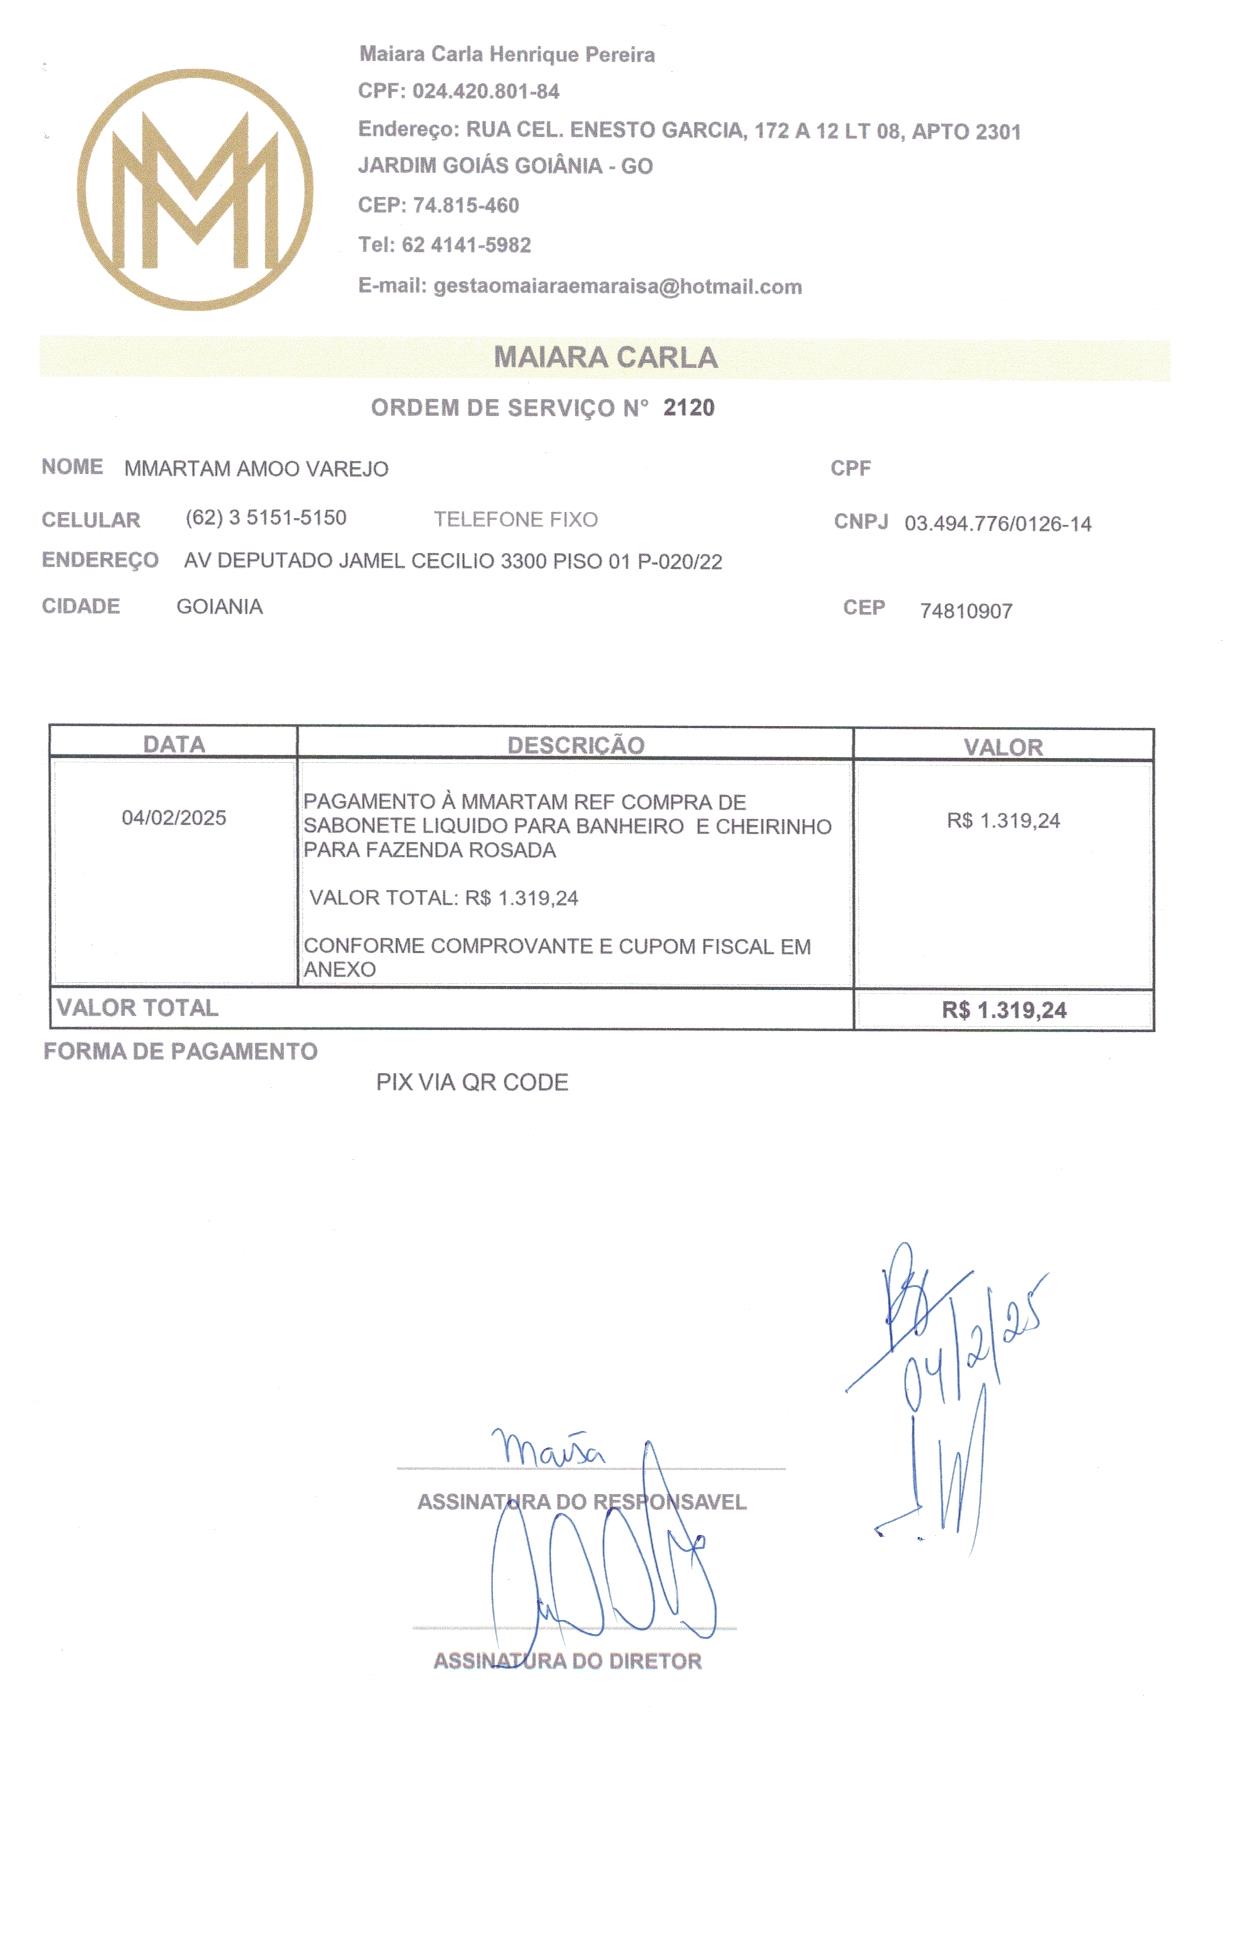 Maiara Carla Henrique Pereira
CPF: 024.420.801-84
Endereço: RUA CEL. ENESTO GARCIA, 172 A 12 LT 08, APTO 2301
JARDIM GOIÁS GOIÂNIA - GO
CEP: 74.815-460
Tel: 62 4141-5982
E-mail: gestaomaiaraemaraisa@hotmail.com
MAIARA CARLA
ORDEM DE SERVIÇO N° 2120
NOME MMARTAM AMOO VAREJO CPF
CELULAR (62) 3 5151-5150 TELEFONE FIXO CNPJ 03.494.776/0126-14
ENDEREÇO AV DEPUTADO JAMEL CECILIO 3300 PISO 01 P-020/22
CIDADE GOIANIA CEP 74810907
DATA DESCRIÇÃO VALOR
04/02/2025 PAGAMENTO À MMARTAM REF COMPRA DE R$ 1.319,24
SABONETE LIQUIDO PARA BANHEIRO E CHEIRINHO
PARA FAZENDA ROSADA
VALOR TOTAL: R$ 1.319,24
CONFORME COMPROVANTE E CUPOM FISCAL EM
ANEXO
VALOR TOTAL R$ 1.319,24
FORMA DE PAGAMENTO
PIX VIA QR CODE
04/2/25
Maísa
ASSINATURA DO RESPONSAVEL
ASSINATURA DO DIRETOR